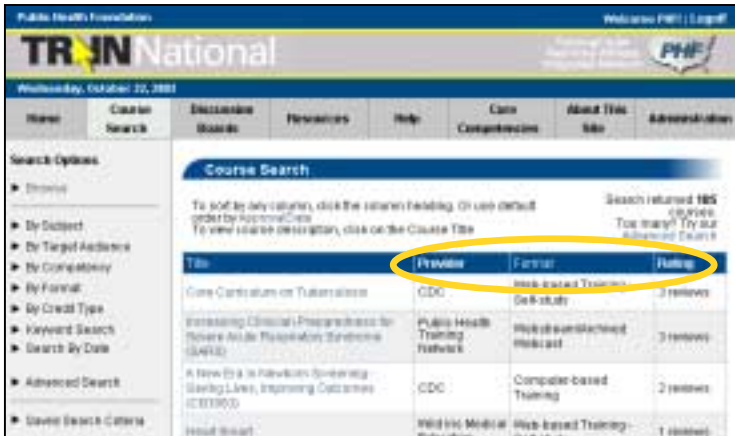 Public Health Foundation
Welcome PHF! | Logoff
TRAIN National
PHF
Wednesday, October 22, 2003
Home
Course Search
Discussion Boards
Resources
Help
Core Competencies
About This Site
Administration
Search Options
Browse
By Subject
By Target Audience
By Competency
By Format
By Credit Type
Keyword Search
Search By Date
Advanced Search
Saved Search Criteria
Course Search
To sort by any column, click the column heading. Or use default
order by ApprovalDate
To view course description, click on the Course Title
Search returned 185
courses.
Too many? Try our
Advanced Search
Title Provider Format Rating
Core Curriculum on Tuberculosis CDC Web-based Training - Self-study 3 reviews
Increasing Clinician Preparedness for
Severe Acute Respiratory Syndrome
(SARS)
Public Health
Training
Network
Webcast
3 reviews
A New Era in Newborn Screening:
Saving Lives, Improving Outcomes
CDC
Computer-based
Training
2 reviews
Head
Wild Iris Medical
Web-based Training -
1 reviews